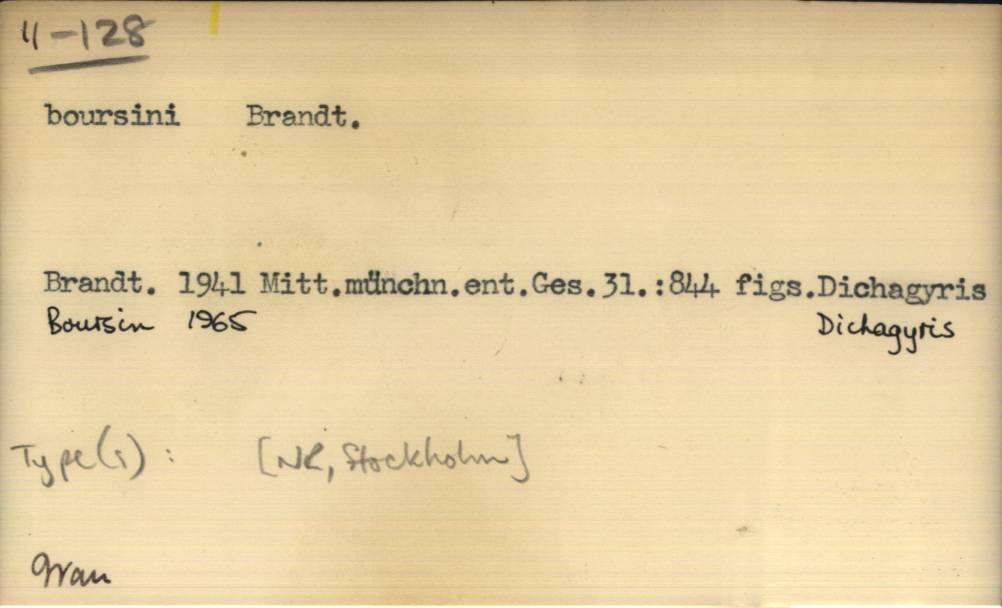 11-128
boursini Brandt.
Brandt. 1941 Mitt.münchn.ent.Ges.31.:844 figs.Dichagyris
Boursin 1965 Dichagyris
Type(s): [NR, Stockholm]
Iran